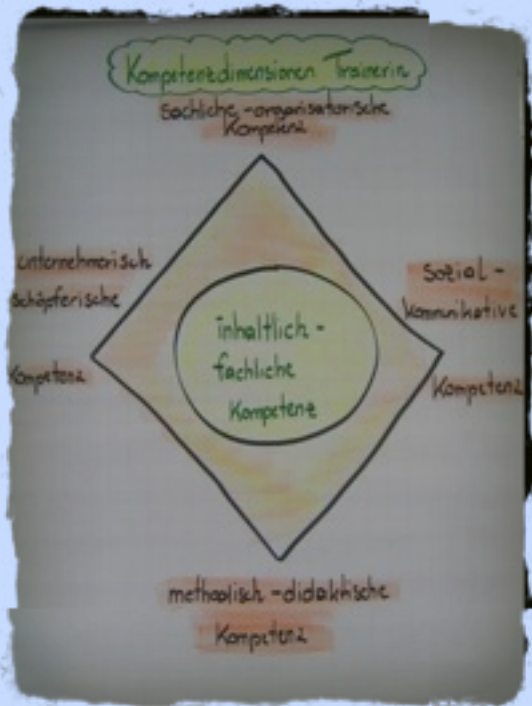 Kompetenzdimensionen Trainerin
Sachliche-organisatorische
Kompetenz
unternehmerisch
schöpferische
Kompetenz
Sozial-
kommunikative
Kompetenz
inhaltlich-
fachliche
Kompetenz
methodisch-didaktische
Kompetenz